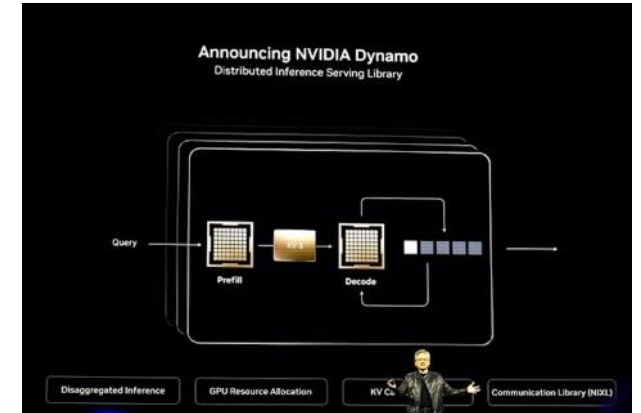 Announcing NVIDIA Dynamo
Distributed Inference Serving Library
Query
Prefill
Decode
Disaggregated Inference
GPU Resource Allocation
KV
Communication Library (NIXL)